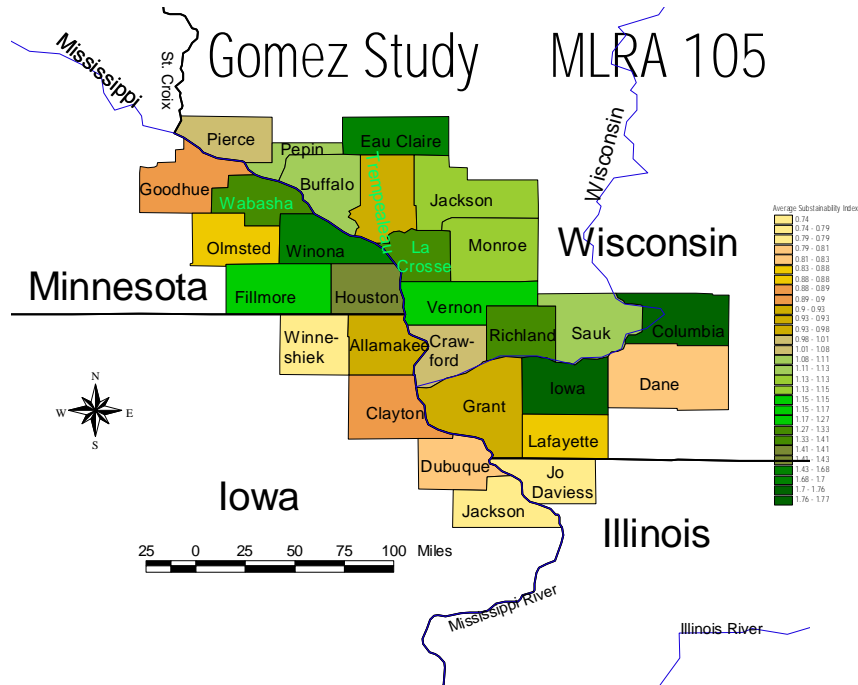 Gomez Study MLRA 105
Mississippi
St. Croix
Wisconsin
Pierce
Pepin
Eau Claire
Goodhue
Buffalo
Trempealeau
Jackson
Wabasha
Olmsted
Winona
La
Crosse
Monroe
Wisconsin
Minnesota
Fillmore
Houston
Vernon
Richland
Sauk
Columbia
Winne-
shiek
Allamakee
Craw-
ford
Iowa
Dane
Clayton
Grant
Lafayette
Dubuque
Jo
Daviess
Jackson
Iowa
Illinois
N
W
E
S
25 0 25 50 75 100 Miles
Mississippi River
Illinois River
Average Substainability Index
0.74
0.74 - 0.79
0.79 - 0.79
0.79 - 0.81
0.81 - 0.83
0.83 - 0.88
0.88 - 0.88
0.88 - 0.89
0.89 - 0.9
0.9 - 0.93
0.93 - 0.93
0.93 - 0.98
0.98 - 1.01
1.01 - 1.08
1.08 - 1.11
1.11 - 1.13
1.13 - 1.13
1.13 - 1.15
1.15 - 1.15
1.15 - 1.17
1.17 - 1.27
1.27 - 1.33
1.33 - 1.41
1.41 - 1.41
1.41 - 1.43
1.43 - 1.68
1.68 - 1.7
1.7 - 1.76
1.76 - 1.77